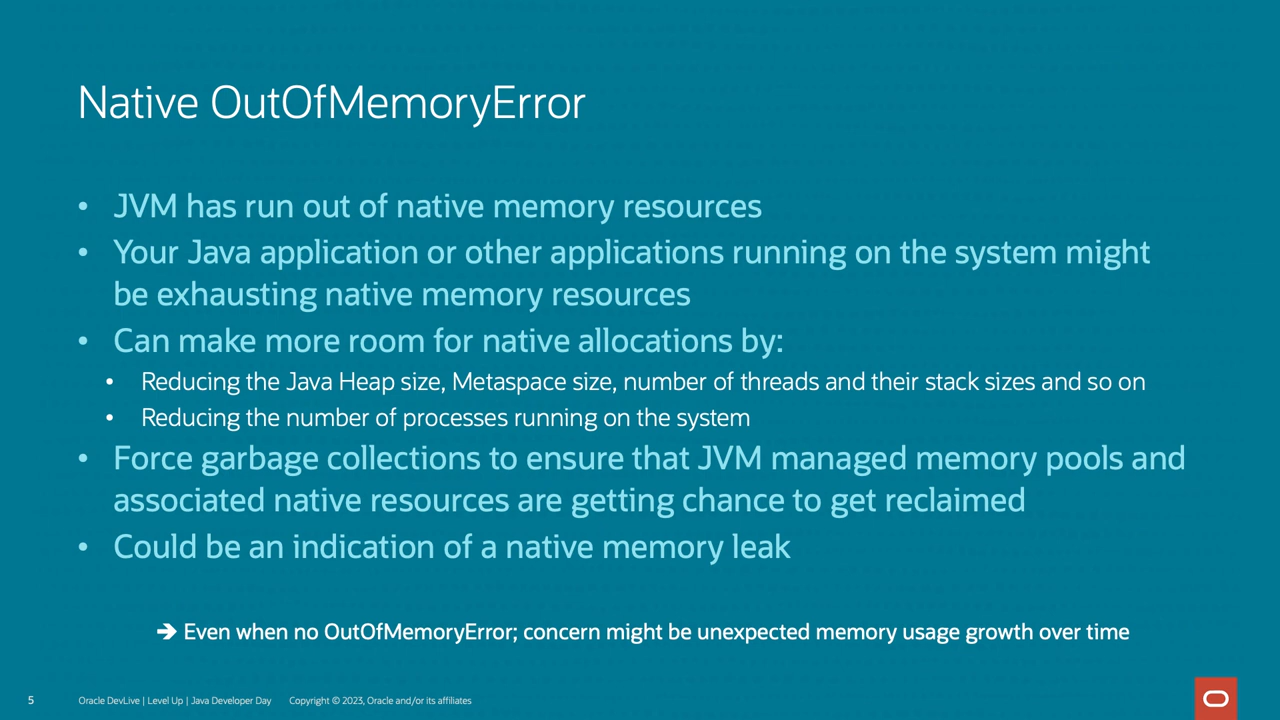 Native OutOfMemoryError
• JVM has run out of native memory resources
• Your Java application or other applications running on the system might
be exhausting native memory resources
• Can make more room for native allocations by:
• Reducing the Java Heap size, Metaspace size, number of threads and their stack sizes and so on
• Reducing the number of processes running on the system
• Force garbage collections to ensure that JVM managed memory pools and
associated native resources are getting chance to get reclaimed
• Could be an indication of a native memory leak
➔ Even when no OutOfMemoryError; concern might be unexpected memory usage growth over time
5 Oracle DevLive | Level Up | Java Developer Day Copyright © 2023, Oracle and/or its affiliates